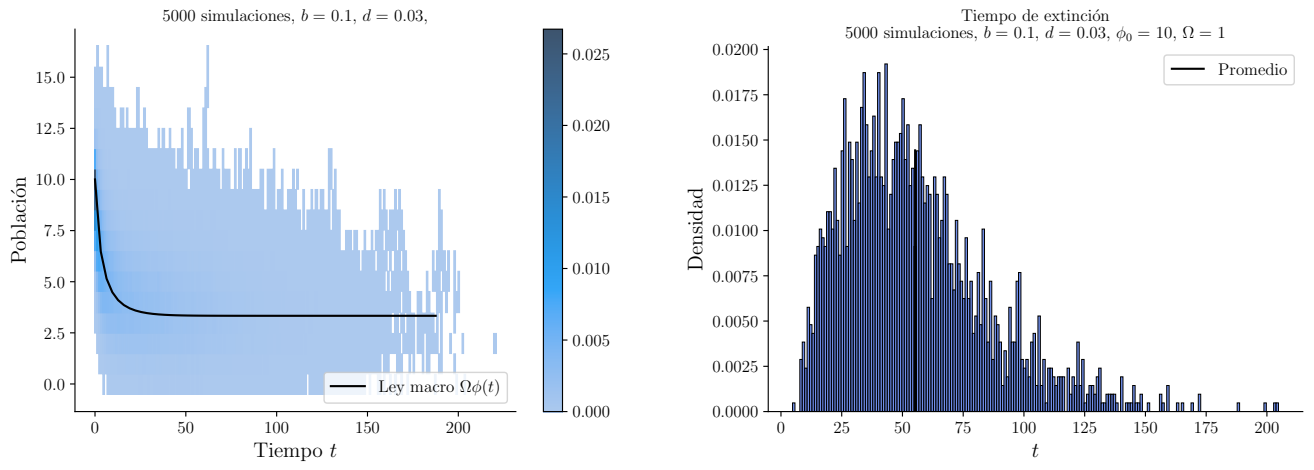 5000 simulaciones, b = 0.1, d = 0.03,
Población
15.0
12.5
10.0
7.5
5.0
2.5
0.0
Ley macro Ωϕ(t)
0 50 100 150 200
Tiempo t
0.025
0.020
0.015
0.010
0.005
0.000
Tiempo de extinción
5000 simulaciones, b = 0.1, d = 0.03, ϕ₀ = 10, Ω = 1
Densidad
0.0200
0.0175
0.0150
0.0125
0.0100
0.0075
0.0050
0.0025
0.0000
Promedio
0 25 50 75 100 125 150 175 200
t